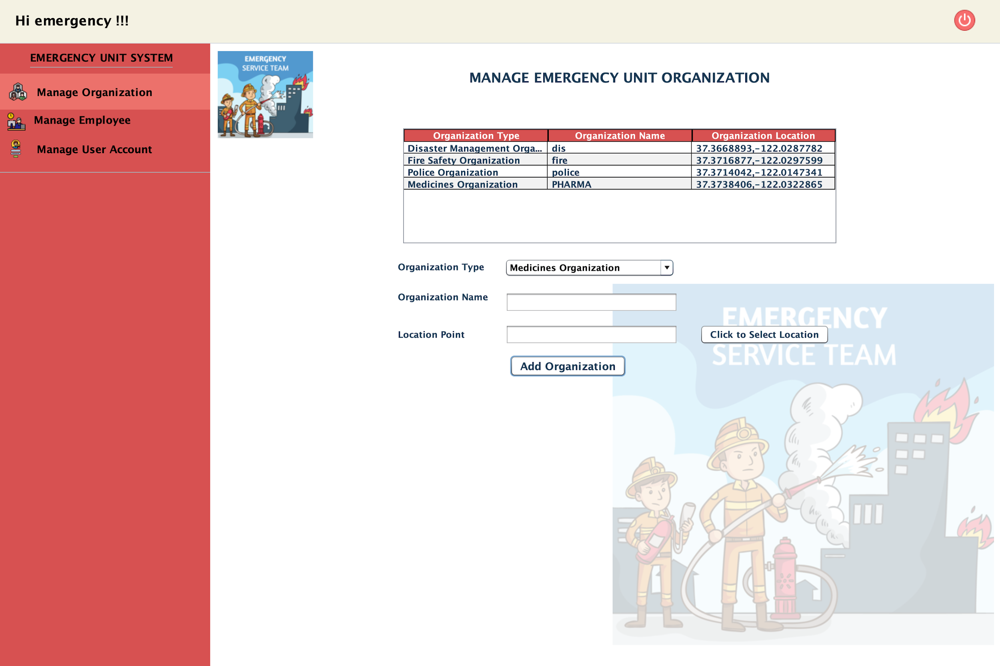 Hi emergency !!!
EMERGENCY UNIT SYSTEM
Manage Organization
Manage Employee
Manage User Account
EMERGENCY
SERVICE TEAM
MANAGE EMERGENCY UNIT ORGANIZATION
Organization Type Organization Name Organization Location
Disaster Management Orga... dis 37.3668893,-122.0287782
Fire Safety Organization fire 37.3716877,-122.0297599
Police Organization police 37.3714042,-122.0147341
Medicines Organization PHARMA 37.3738406,-122.0322865
Organization Type Medicines Organization
Organization Name
Location Point Click to Select Location
Add Organization
EMERGENCY
SERVICE TEAM